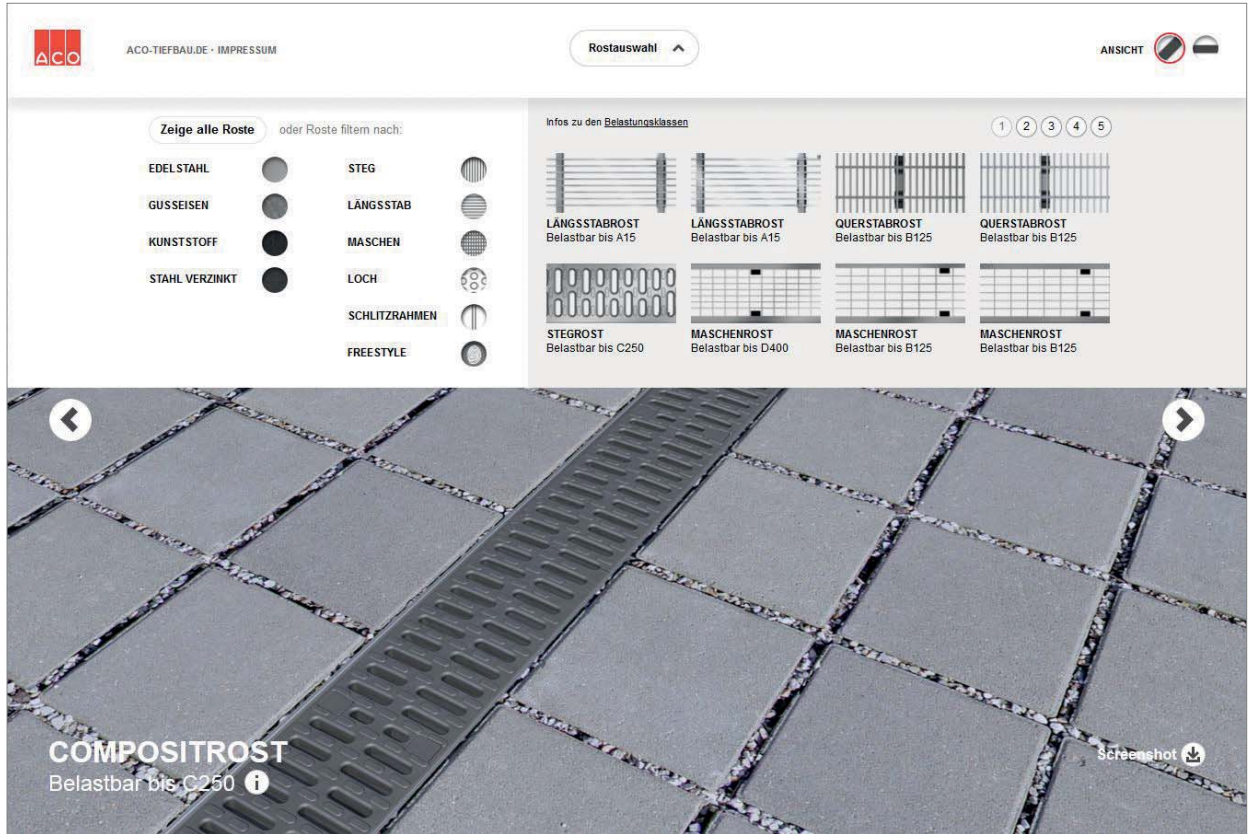 ACO
ACO-TIEFBAU.DE · IMPRESSUM
Rostauswahl
ANSICHT
Zeige alle Roste oder Roste filtern nach:
EDELSTAHL
GUSSEISEN
KUNSTSTOFF
STAHL VERZINKT
STEG
LÄNGSSTAB
MASCHEN
LOCH
SCHLITZRAHMEN
FREESTYLE
Infos zu den Belastungsklassen
1 2 3 4 5
LÄNGSSTABROST
Belastbar bis A15
LÄNGSSTABROST
Belastbar bis A15
QUERSTABROST
Belastbar bis B125
QUERSTABROST
Belastbar bis B125
STEGROST
Belastbar bis C250
MASCHENROST
Belastbar bis D400
MASCHENROST
Belastbar bis B125
MASCHENROST
Belastbar bis B125
COMPOSITROST
Belastbar bis C250 i
Screenshot